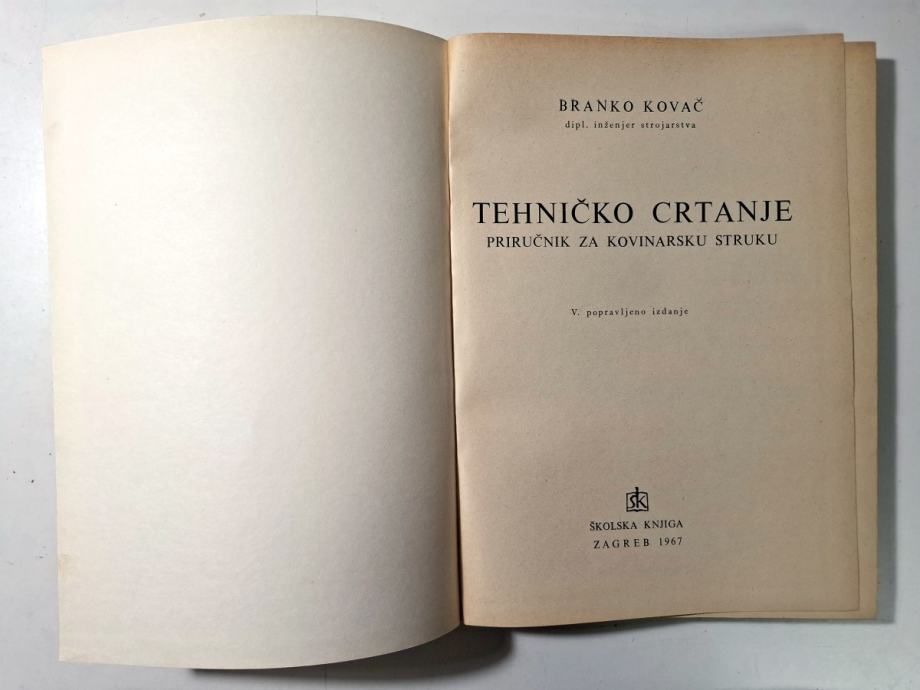 BRANKO KOVAČ
dipl. inženjer strojarstva
TEHNIČKO CRTANJE
PRIRUČNIK ZA KOVINARSKU STRUKU
V. popravljeno izdanje
ŠK
ŠKOLSKA KNJIGA
ZAGREB 1967